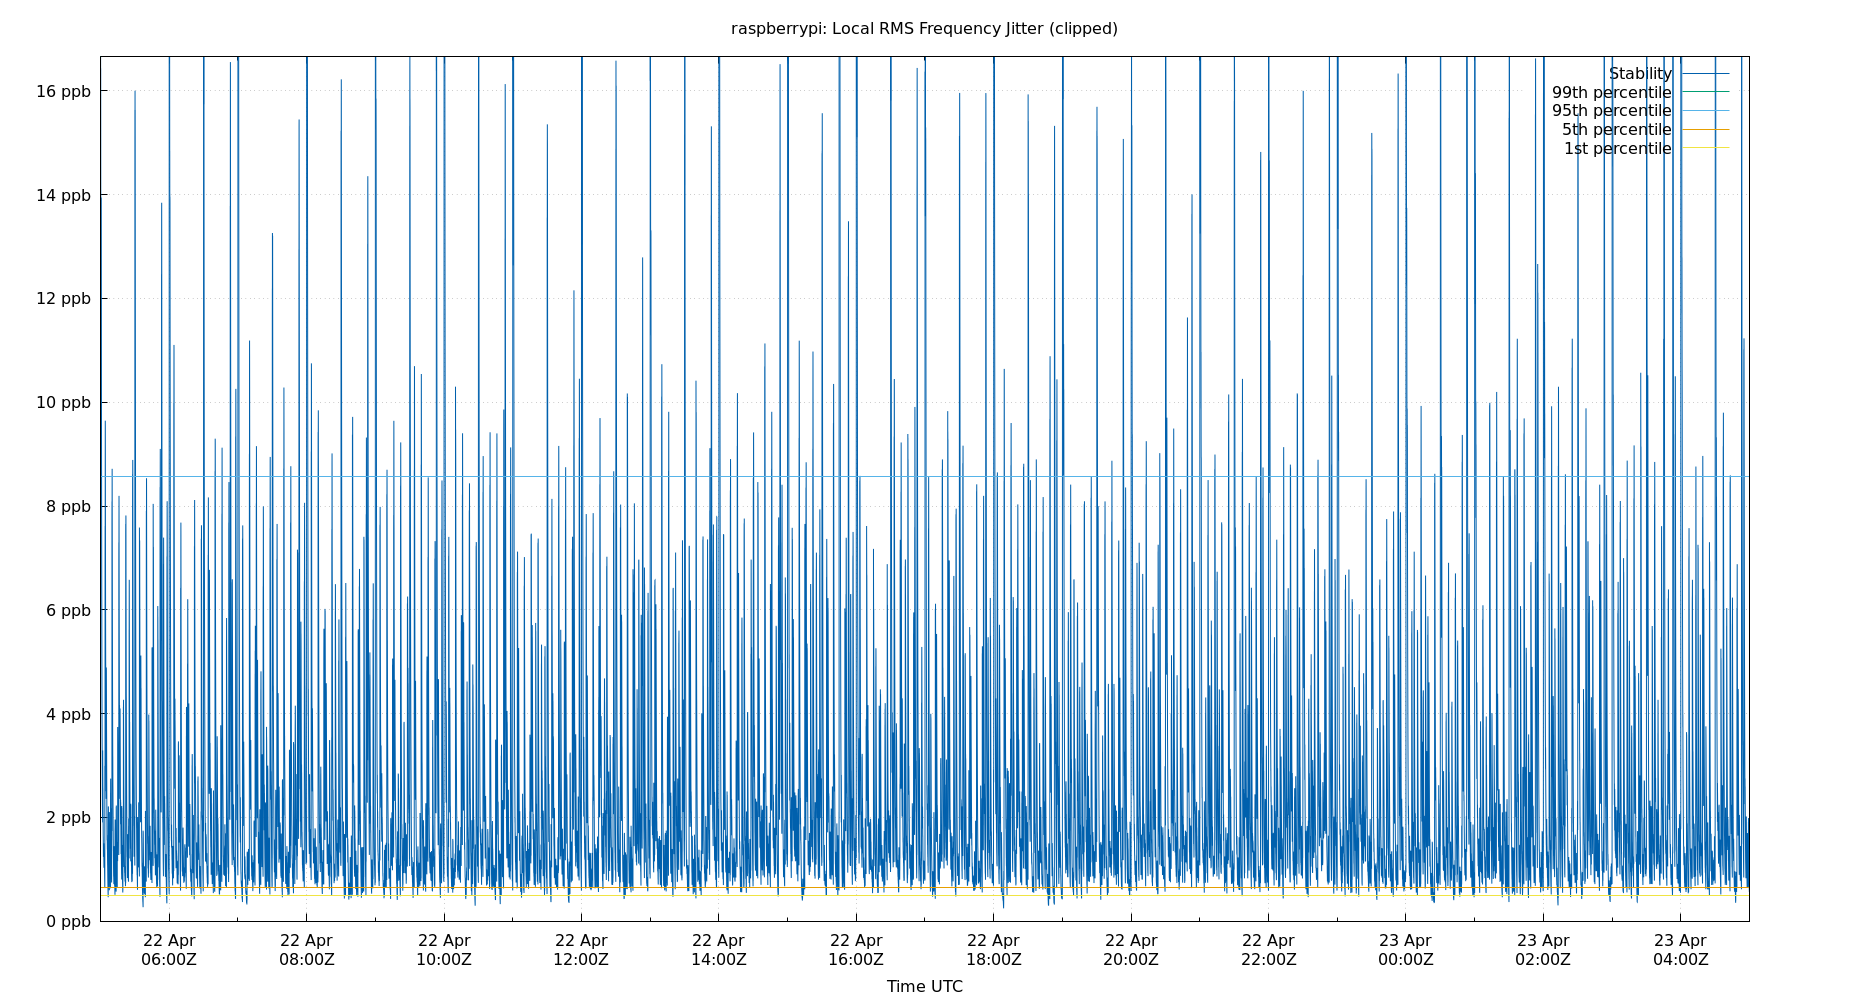 raspberrypi: Local RMS Frequency Jitter (clipped)
Stability
99th percentile
95th percentile
5th percentile
1st percentile
16 ppb
14 ppb
12 ppb
10 ppb
8 ppb
6 ppb
4 ppb
2 ppb
0 ppb
22 Apr 22 Apr 22 Apr 22 Apr 22 Apr 22 Apr 22 Apr 22 Apr 22 Apr 23 Apr 23 Apr 23 Apr
06:00Z 08:00Z 10:00Z 12:00Z 14:00Z 16:00Z 18:00Z 20:00Z 22:00Z 00:00Z 02:00Z 04:00Z
Time UTC